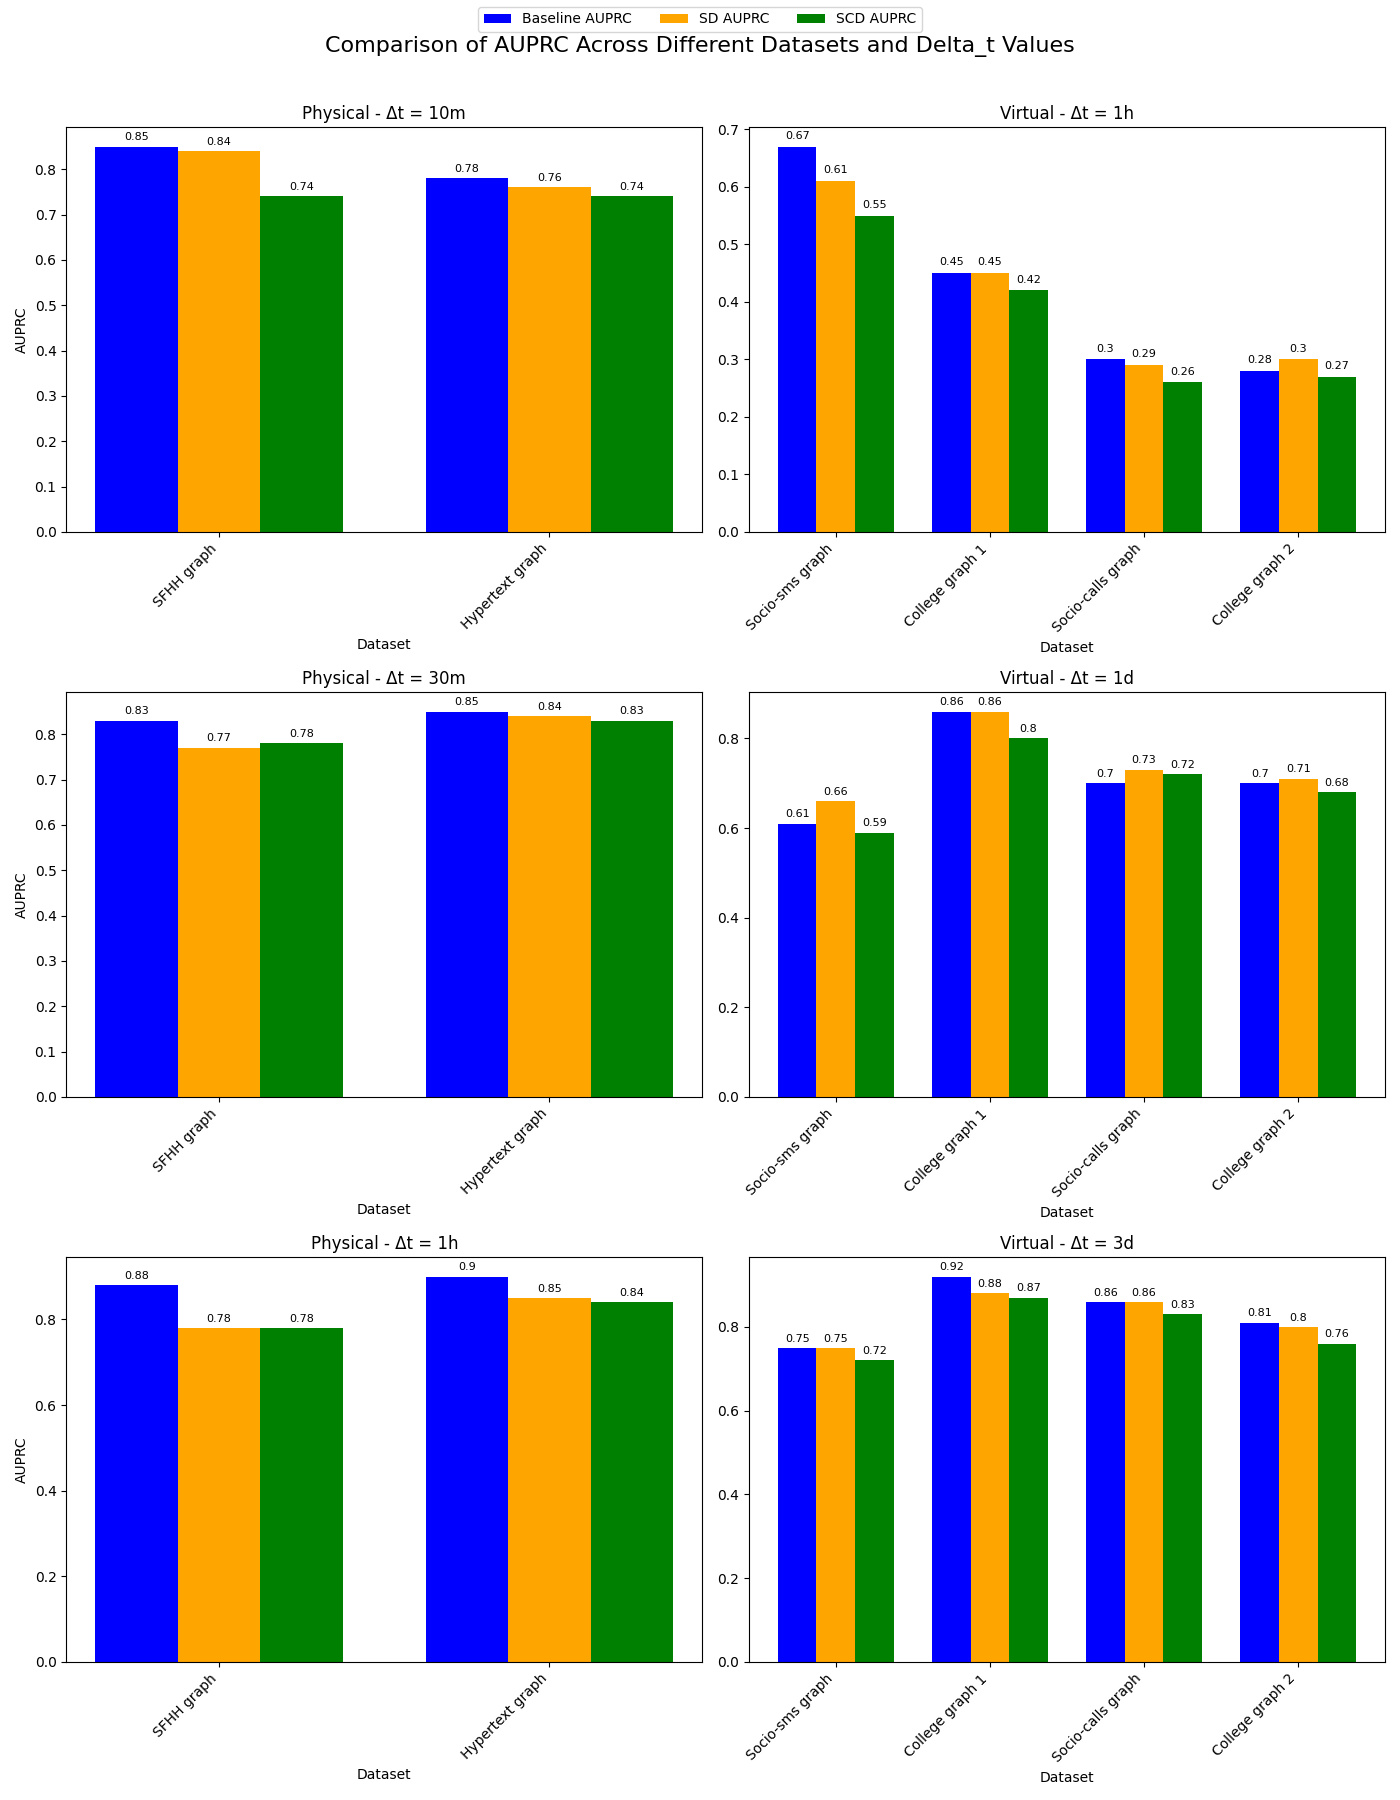 Baseline AUPRC SD AUPRC SCD AUPRC
Comparison of AUPRC Across Different Datasets and Delta_t Values
Physical - Δt = 10m
AUPRC
0.8
0.7
0.6
0.5
0.4
0.3
0.2
0.1
0.0
0.85 0.84 0.74 0.78 0.76 0.74
SFHH graph
Hypertext graph
Dataset
Virtual - Δt = 1h
0.7
0.6
0.5
0.4
0.3
0.2
0.1
0.0
0.67 0.61 0.55 0.45 0.45 0.42 0.3 0.29 0.26 0.28 0.3 0.27
Socio-sms graph
College graph 1
Socio-calls graph
College graph 2
Dataset
Physical - Δt = 30m
AUPRC
0.8
0.7
0.6
0.5
0.4
0.3
0.2
0.1
0.0
0.83 0.77 0.78 0.85 0.84 0.83
SFHH graph
Hypertext graph
Dataset
Virtual - Δt = 1d
0.8
0.6
0.4
0.2
0.0
0.61 0.66 0.59 0.86 0.86 0.8 0.7 0.73 0.72 0.7 0.71 0.68
Socio-sms graph
College graph 1
Socio-calls graph
College graph 2
Dataset
Physical - Δt = 1h
AUPRC
0.8
0.6
0.4
0.2
0.0
0.88 0.78 0.78 0.9 0.85 0.84
SFHH graph
Hypertext graph
Dataset
Virtual - Δt = 3d
0.8
0.6
0.4
0.2
0.0
0.75 0.75 0.72 0.92 0.88 0.87 0.86 0.86 0.83 0.81 0.8 0.76
Socio-sms graph
College graph 1
Socio-calls graph
College graph 2
Dataset